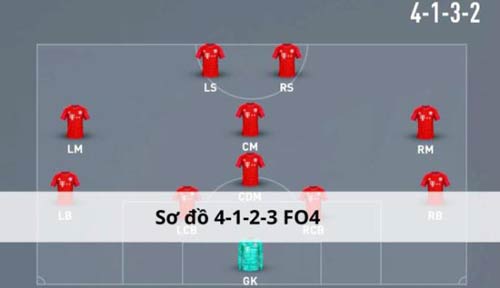 4-1-3-2
LS RS
LM CM RM
CDM
LB LCB RCB RB
Sơ đồ 4-1-2-3 FO4
GK